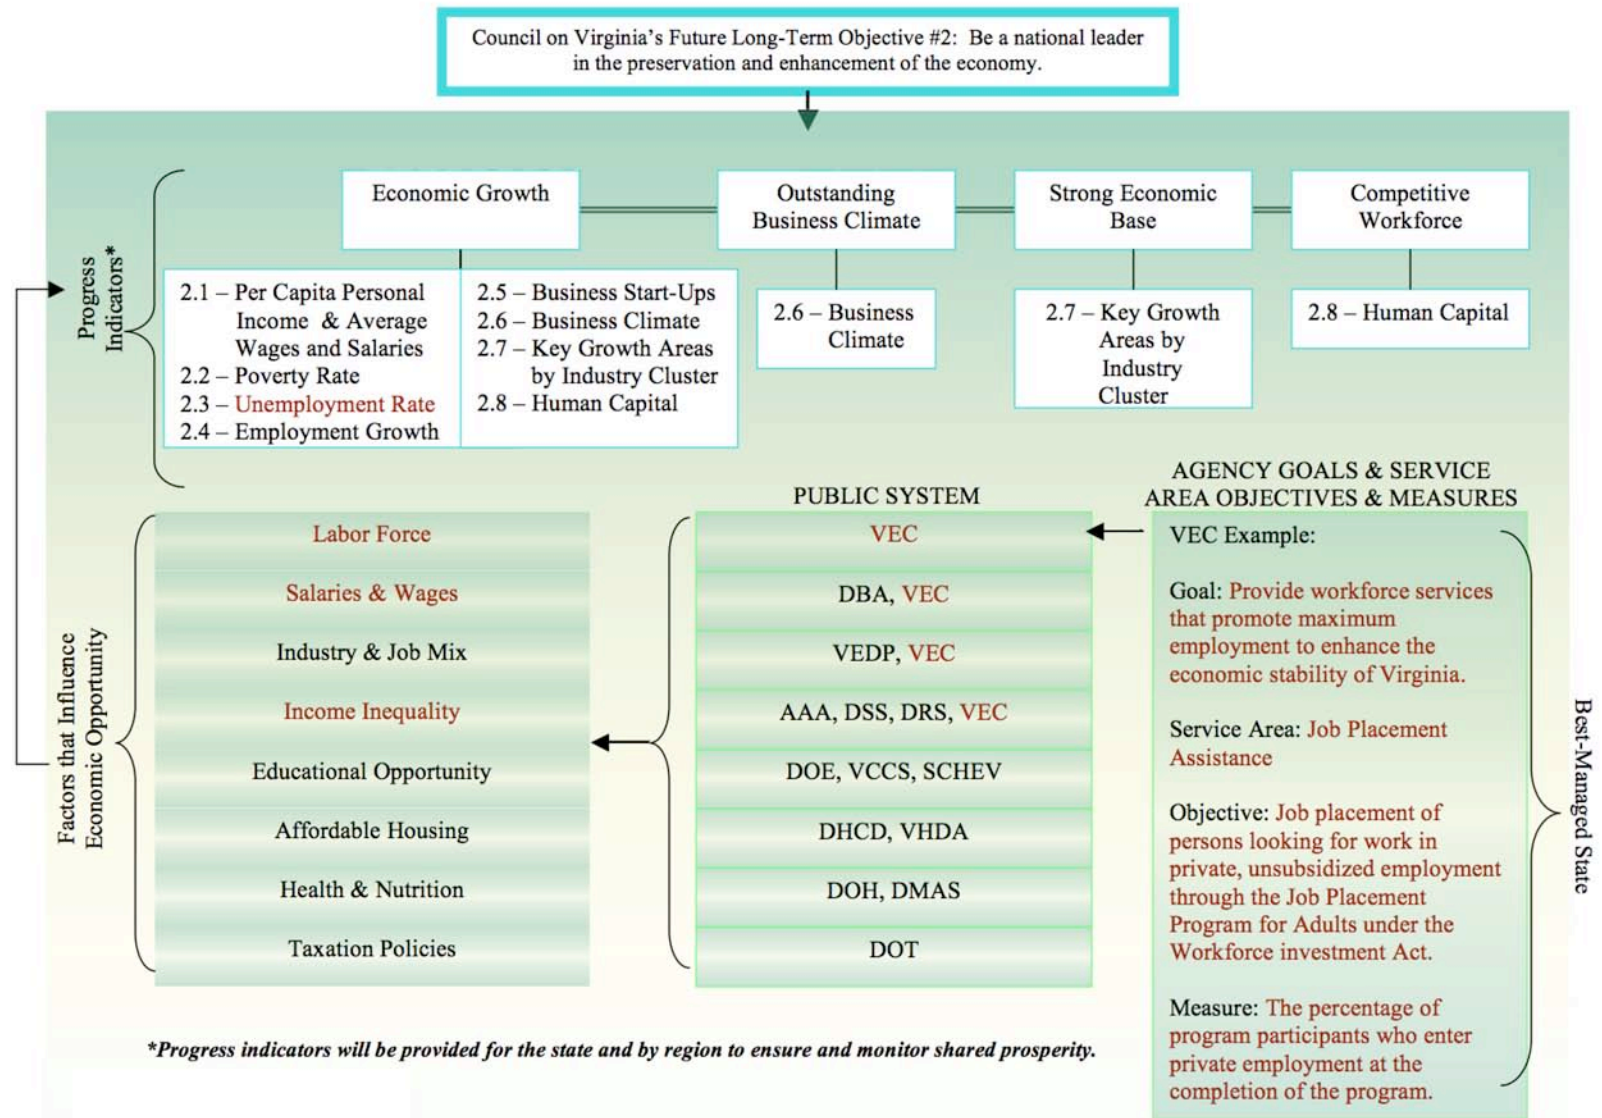 Council on Virginia's Future Long-Term Objective #2:  Be a national leader
in the preservation and enhancement of the economy.
Progress
Indicators*
Economic Growth
Outstanding
Business Climate
Strong Economic
Base
Competitive
Workforce
2.1 – Per Capita Personal
Income & Average
Wages and Salaries
2.2 – Poverty Rate
2.3 – Unemployment Rate
2.4 – Employment Growth
2.5 – Business Start-Ups
2.6 – Business Climate
2.7 – Key Growth Areas
by Industry Cluster
2.8 – Human Capital
2.6 – Business
Climate
2.7 – Key Growth
Areas by
Industry
Cluster
2.8 – Human Capital
Factors that Influence
Economic Opportunity
Labor Force
Salaries & Wages
Industry & Job Mix
Income Inequality
Educational Opportunity
Affordable Housing
Health & Nutrition
Taxation Policies
PUBLIC SYSTEM
VEC
DBA, VEC
VEDP, VEC
AAA, DSS, DRS, VEC
DOE, VCCS, SCHEV
DHCD, VHDA
DOH, DMAS
DOT
AGENCY GOALS & SERVICE
AREA OBJECTIVES & MEASURES
VEC Example:
Goal: Provide workforce services
that promote maximum
employment to enhance the
economic stability of Virginia.
Service Area: Job Placement
Assistance
Objective: Job placement of
persons looking for work in
private, unsubsidized employment
through the Job Placement
Program for Adults under the
Workforce investment Act.
Measure: The percentage of
program participants who enter
private employment at the
completion of the program.
Best-Managed State
*Progress indicators will be provided for the state and by region to ensure and monitor shared prosperity.